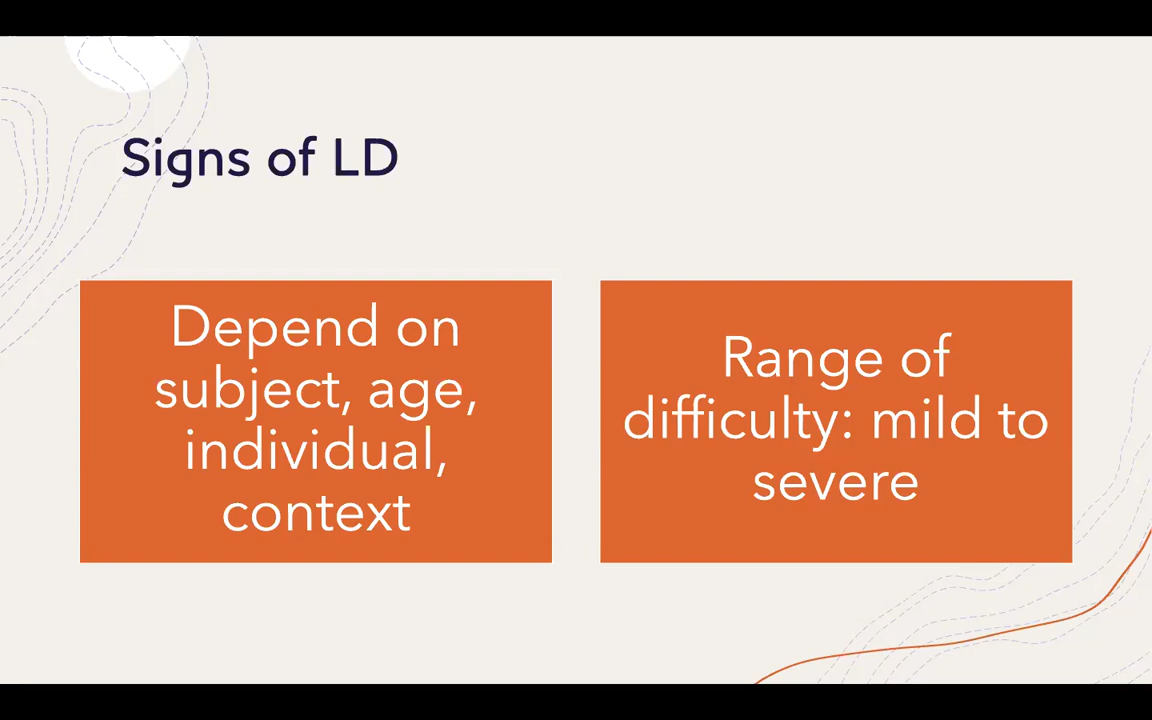 Signs of LD
Depend on
subject, age,
individual,
context
Range of
difficulty: mild to
severe